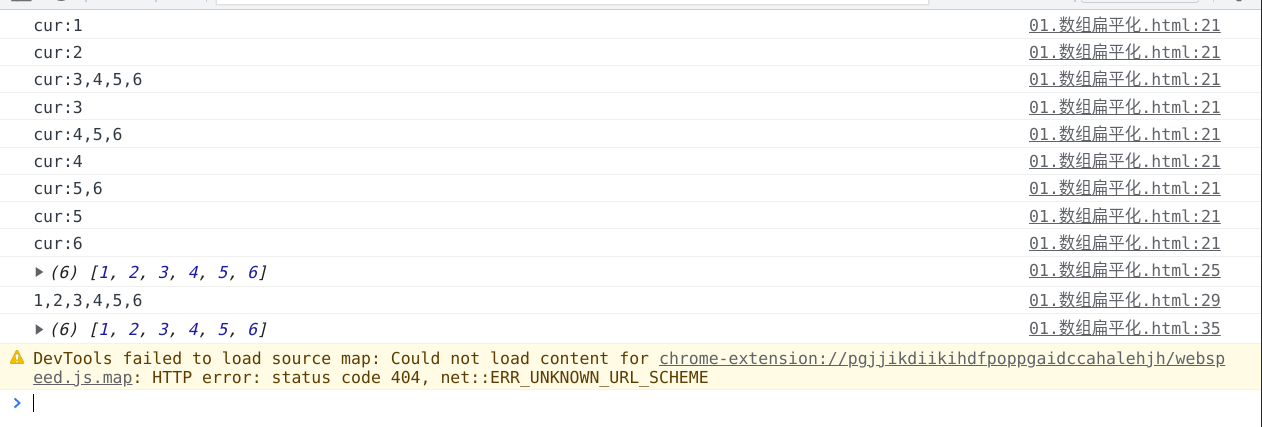 cur:1 01.数组扁平化.html:21
cur:2 01.数组扁平化.html:21
cur:3,4,5,6 01.数组扁平化.html:21
cur:3 01.数组扁平化.html:21
cur:4,5,6 01.数组扁平化.html:21
cur:4 01.数组扁平化.html:21
cur:5,6 01.数组扁平化.html:21
cur:5 01.数组扁平化.html:21
cur:6 01.数组扁平化.html:21
(6) [1, 2, 3, 4, 5, 6] 01.数组扁平化.html:25
1,2,3,4,5,6 01.数组扁平化.html:29
(6) [1, 2, 3, 4, 5, 6] 01.数组扁平化.html:35
DevTools failed to load source map: Could not load content for chrome-extension://pgjjikdiikihdfpoppgaidccahalehjh/websp
eed.js.map: HTTP error: status code 404, net::ERR_UNKNOWN_URL_SCHEME